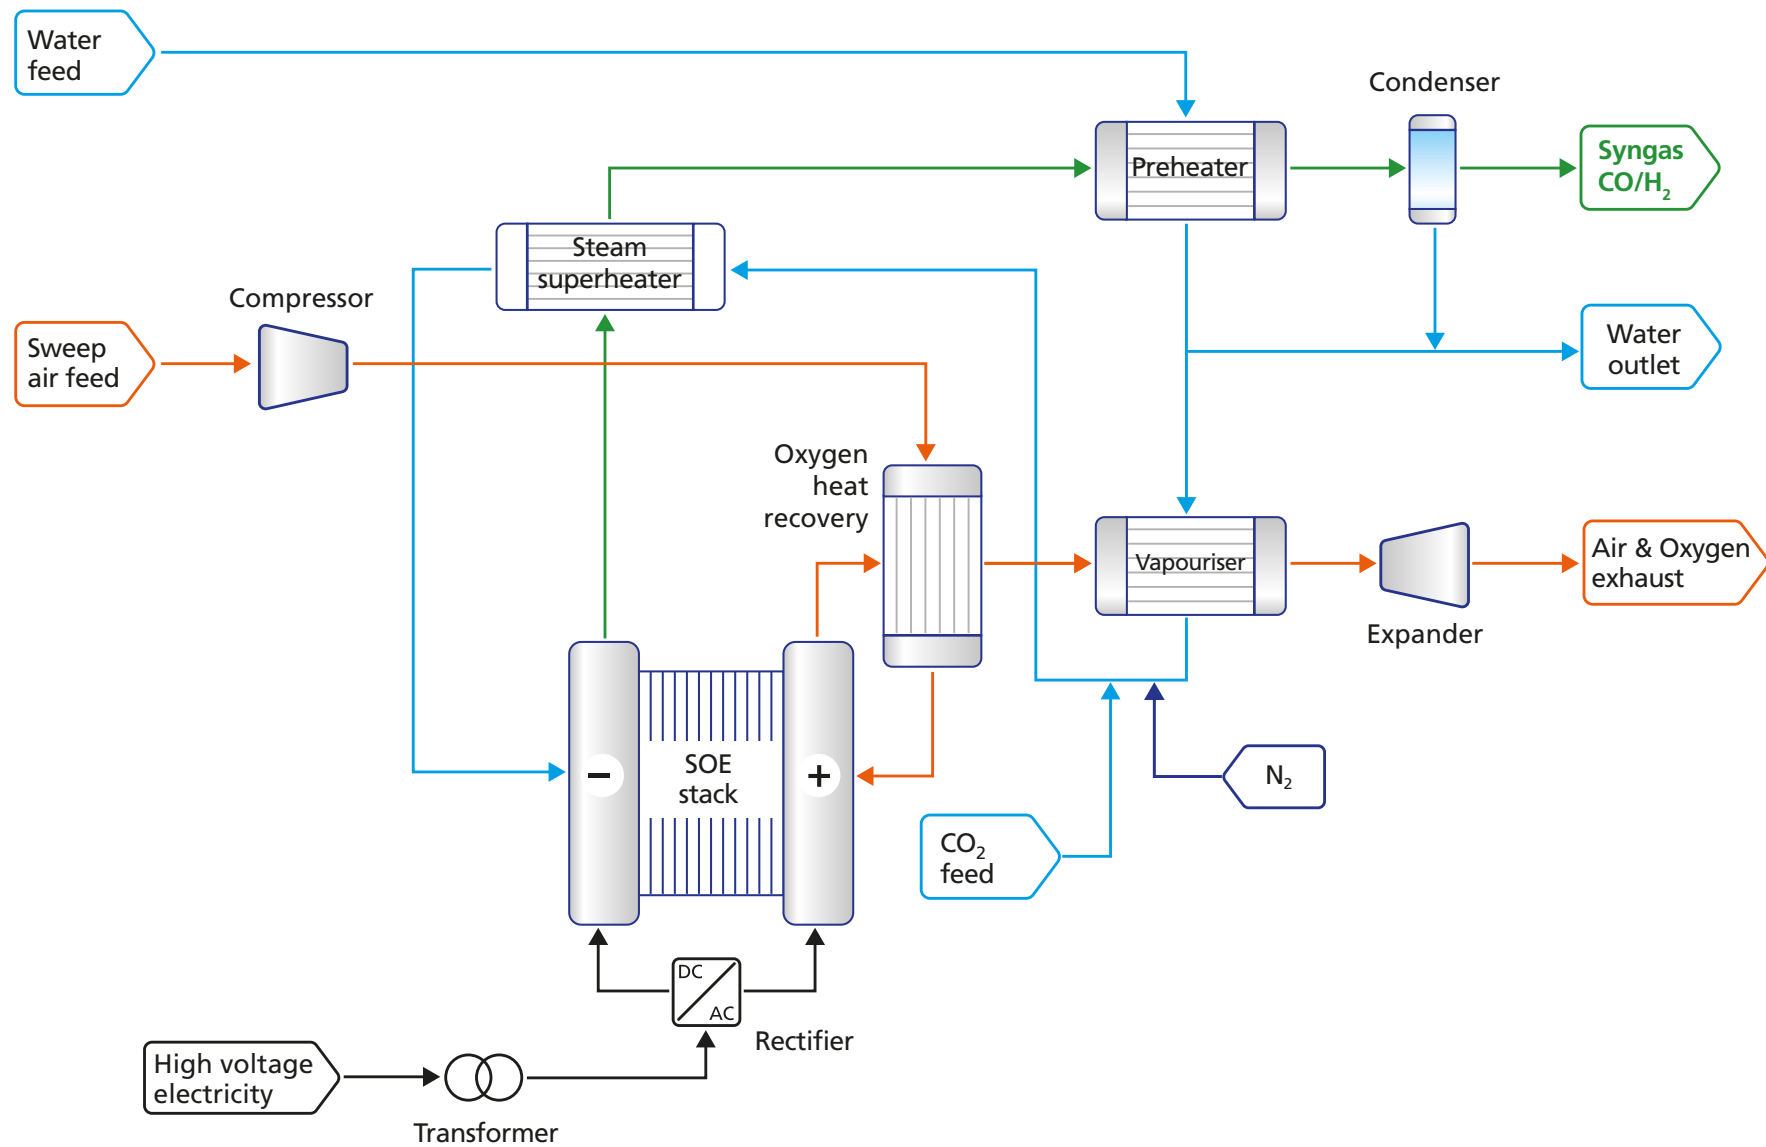 Water
feed
Condenser
Preheater
Syngas
CO/H₂
Steam
superheater
Compressor
Sweep
air feed
Water
outlet
Oxygen
heat
recovery
Vapouriser
Air & Oxygen
exhaust
Expander
SOE
stack
−
+
N₂
CO₂
feed
DC
AC
Rectifier
High voltage
electricity
Transformer